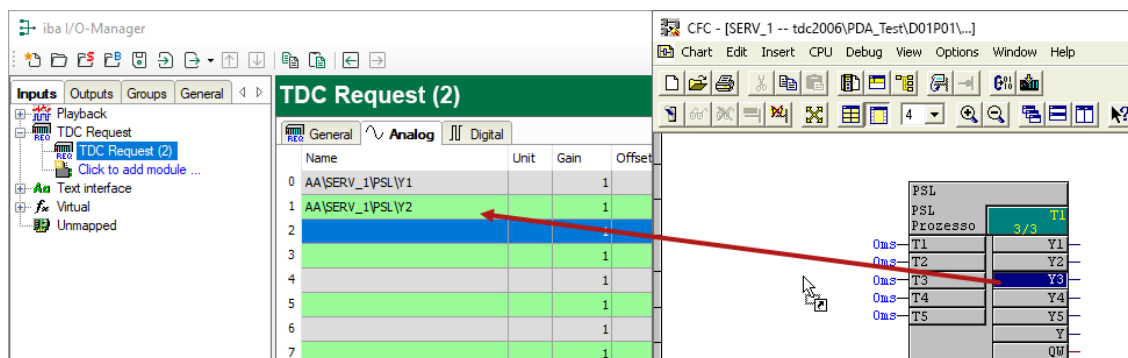 iba I/O-Manager
Inputs Outputs Groups General
Playback
TDC Request
TDC Request (2)
Click to add module ...
Text interface
Virtual
Unmapped
TDC Request (2)
General Analog Digital
Name Unit Gain Offset
0 AA\SERV_1\PSL\Y1 1
1 AA\SERV_1\PSL\Y2 1
2 1
3 1
4 1
5 1
6 1
7 1
CFC - [SERV_1 -- tdc2006\PDA_Test\D01P01\...]
Chart Edit Insert CPU Debug View Options Window Help
4
PSL
PSL T1
Prozesso 3/3
0ms T1 Y1
0ms T2 Y2
0ms T3 Y3
0ms T4 Y4
0ms T5 Y5
Y
QW